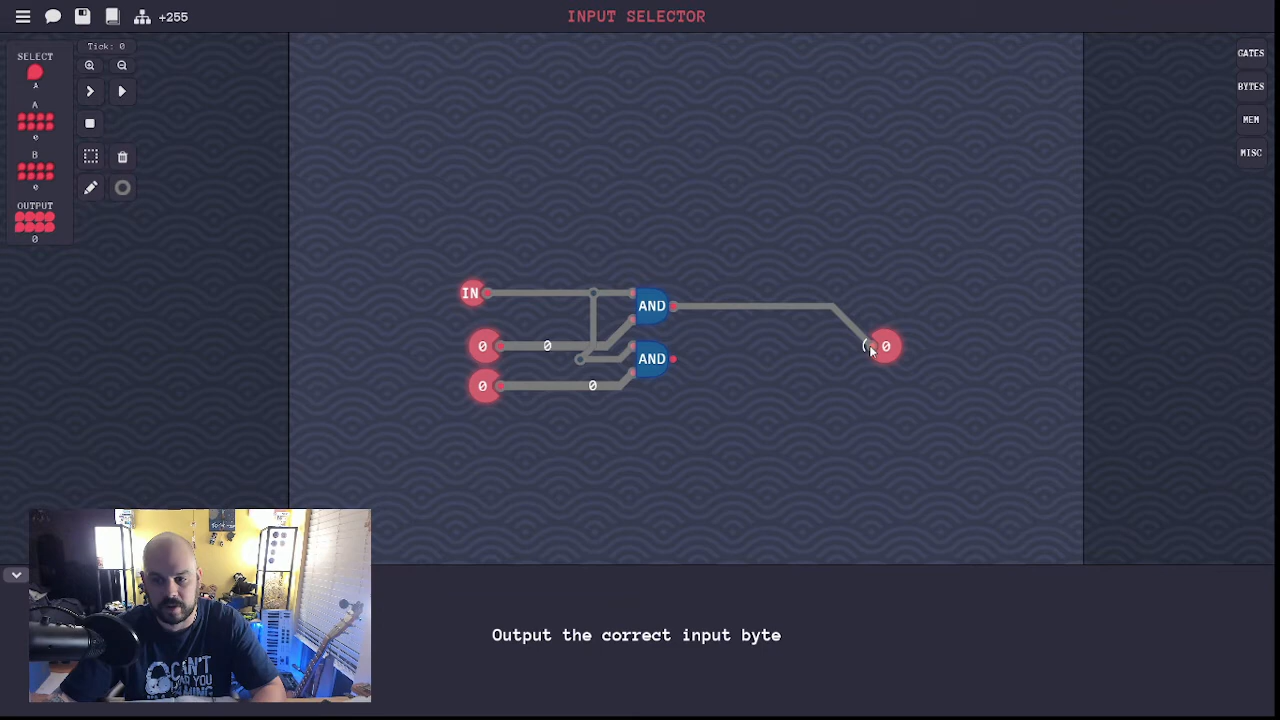 +255
INPUT SELECTOR
SELECT
A
A
0
B
0
OUTPUT
0
Tick: 0
GATES
BYTES
MEM
MISC
IN
AND
0
0
0
AND
0
0
Output the correct input byte
CAN'T